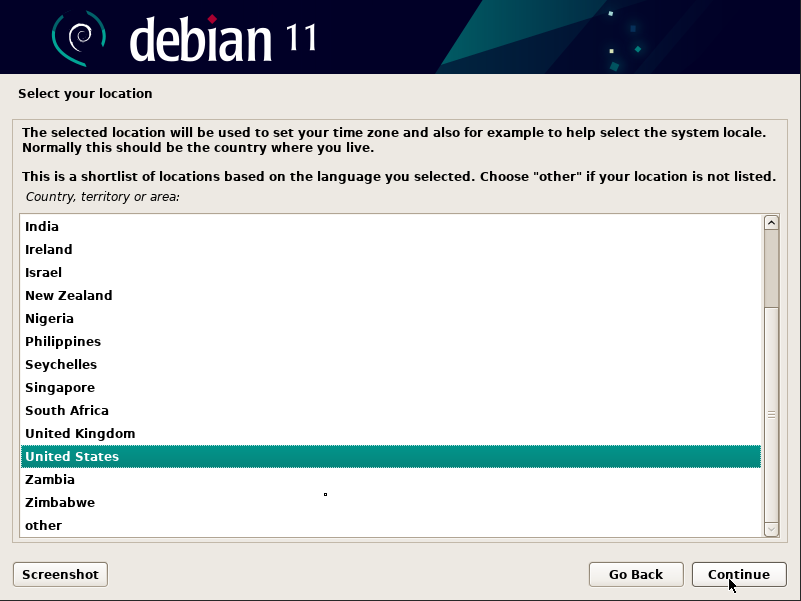 debian 11
Select your location
The selected location will be used to set your time zone and also for example to help select the system locale.
Normally this should be the country where you live.
This is a shortlist of locations based on the language you selected. Choose "other" if your location is not listed.
Country, territory or area:
India
Ireland
Israel
New Zealand
Nigeria
Philippines
Seychelles
Singapore
South Africa
United Kingdom
United States
Zambia
Zimbabwe
other
Screenshot
Go Back
Continue